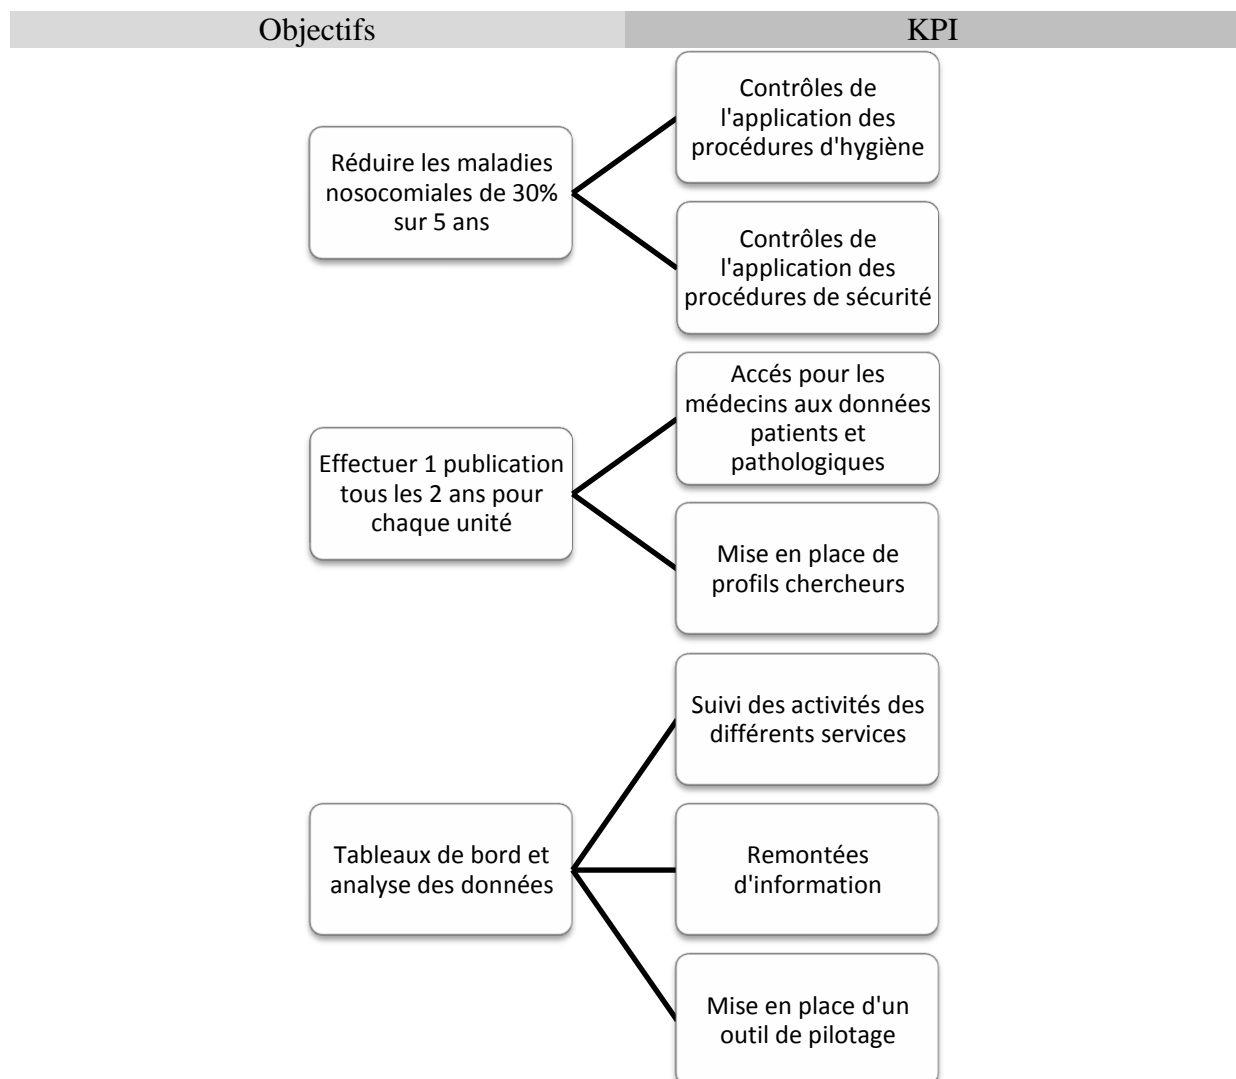 Objectifs
KPI
Réduire les maladies
nosocomiales de 30%
sur 5 ans
Contrôles de
l'application des
procédures d'hygiène
Contrôles de
l'application des
procédures de sécurité
Effectuer 1 publication
tous les 2 ans pour
chaque unité
Accés pour les
médecins aux données
patients et
pathologiques
Mise en place de
profils chercheurs
Tableaux de bord et
analyse des données
Suivi des activités des
différents services
Remontées
d'information
Mise en place d'un
outil de pilotage